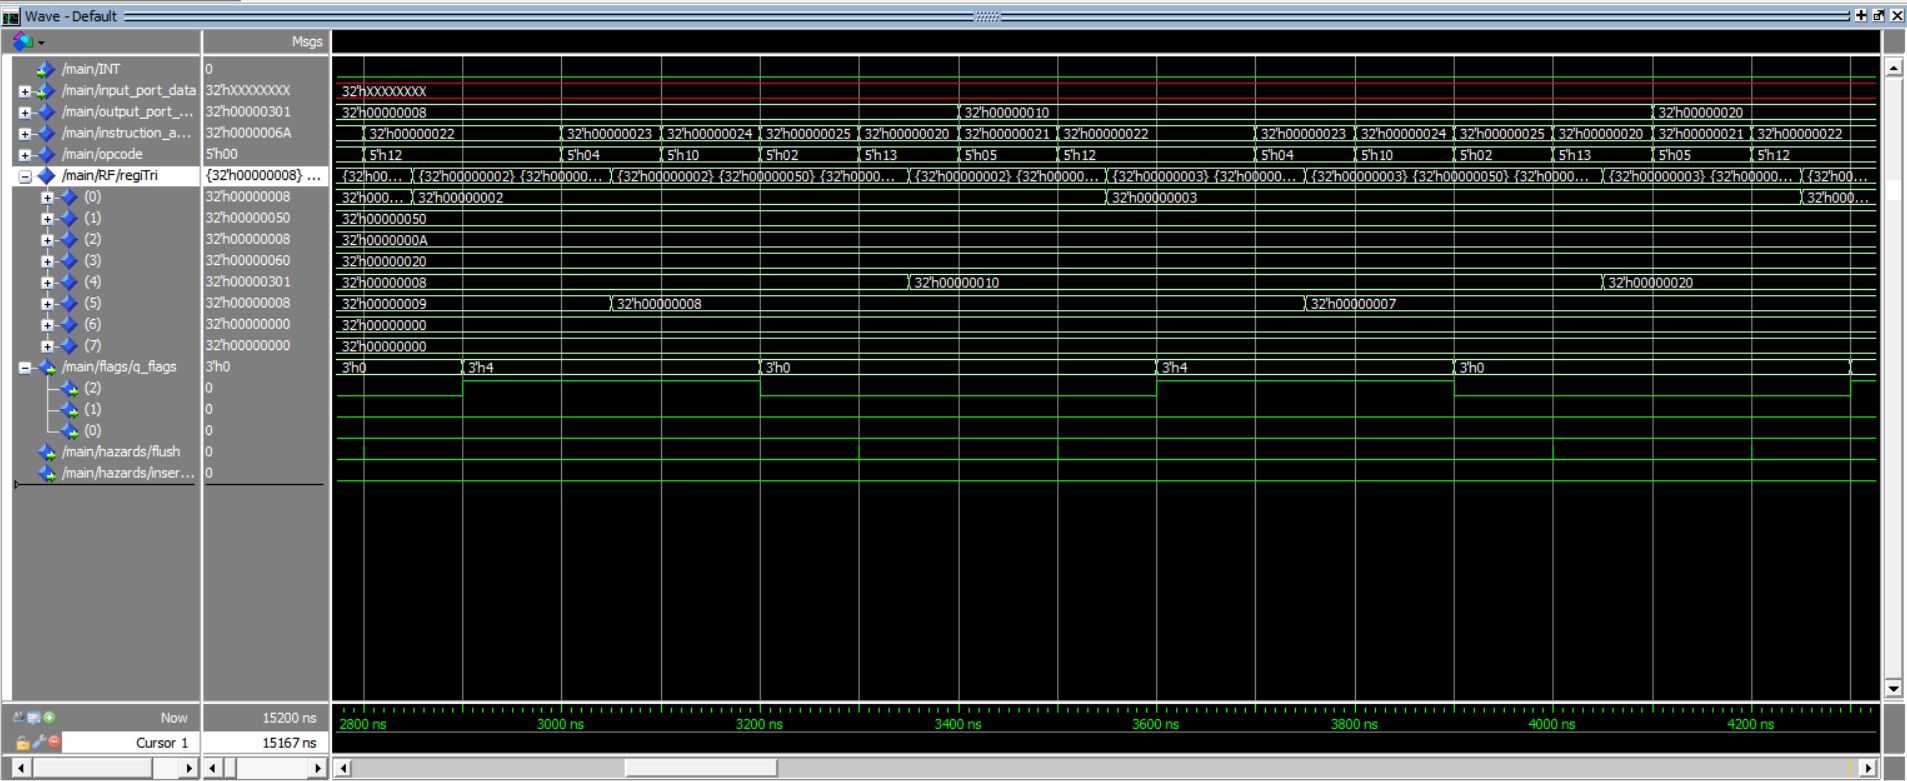 Wave - Default
Msgs
/main/INT 0
/main/input_port_data 32'hXXXXXXXX 32'hXXXXXXXX
/main/output_port_... 32'h00000301 32'h00000008 32'h00000010 32'h00000020
/main/instruction_a... 32'h0000006A 32'h00000022 32'h00000023 32'h00000024 32'h00000025 32'h00000020 32'h00000021 32'h00000022 32'h00000023 32'h00000024 32'h00000025 32'h00000020 32'h00000021 32'h00000022
/main/opcode 5'h00 5'h12 5'h04 5'h10 5'h02 5'h13 5'h05 5'h12 5'h04 5'h10 5'h02 5'h13 5'h05 5'h12
/main/RF/regiTri {32'h00000008} ... {32'h00... {32'h00000002} {32'h00000... {32'h00000002} {32'h00000050} {32'h0000... {32'h00000002} {32'h00000... {32'h00000003} {32'h00000... {32'h00000003} {32'h00000050} {32'h0000... {32'h00000003} {32'h00000... {32'h00...
(0) 32'h00000008 32'h000... 32'h00000002 32'h00000003 32'h000...
(1) 32'h00000050 32'h00000050
(2) 32'h00000008 32'h0000000A
(3) 32'h00000060 32'h00000020
(4) 32'h00000301 32'h00000008 32'h00000010 32'h00000020
(5) 32'h00000008 32'h00000009 32'h00000008 32'h00000007
(6) 32'h00000000 32'h00000000
(7) 32'h00000000 32'h00000000
/main/flags/q_flags 3'h0 3'h0 3'h4 3'h0 3'h4 3'h0
(2) 0
(1) 0
(0) 0
/main/hazards/flush 0
/main/hazards/inser... 0
Now 15200 ns 2800 ns 3000 ns 3200 ns 3400 ns 3600 ns 3800 ns 4000 ns 4200 ns
Cursor 1 15167 ns